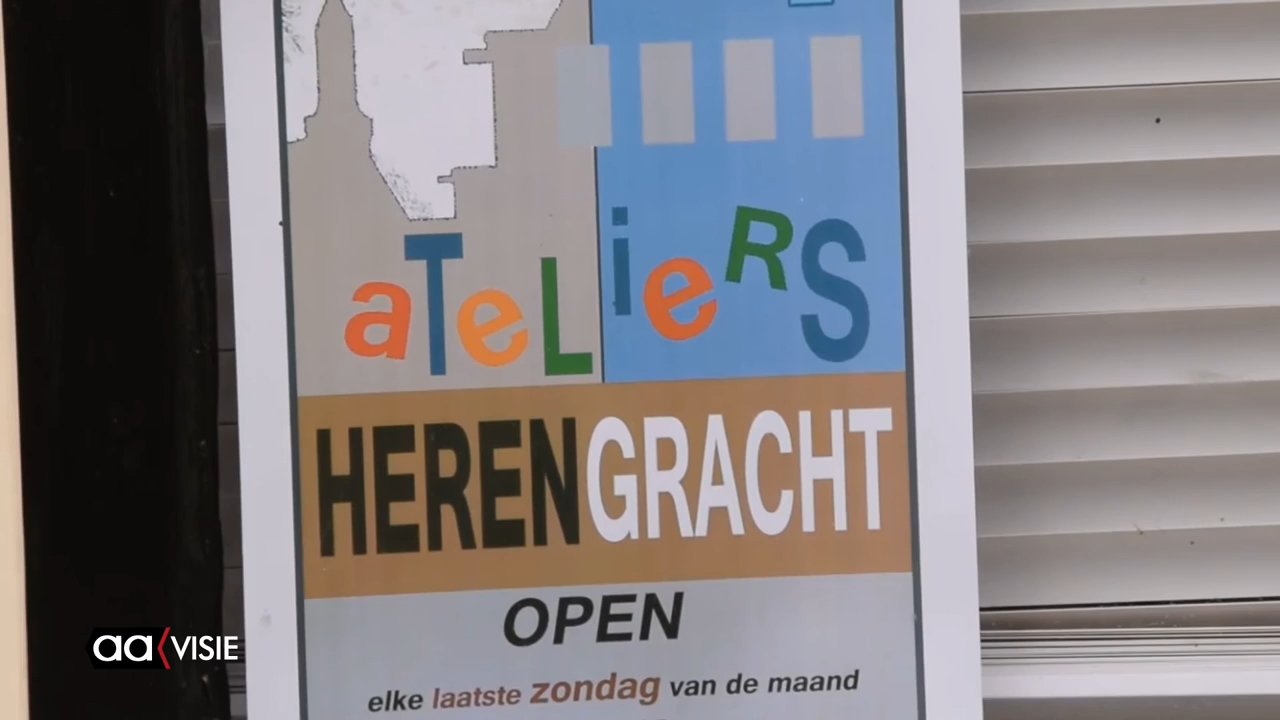 aTeLieRS
HERENGRACHT
OPEN
elke laatste zondag van de maand
aa VISIE